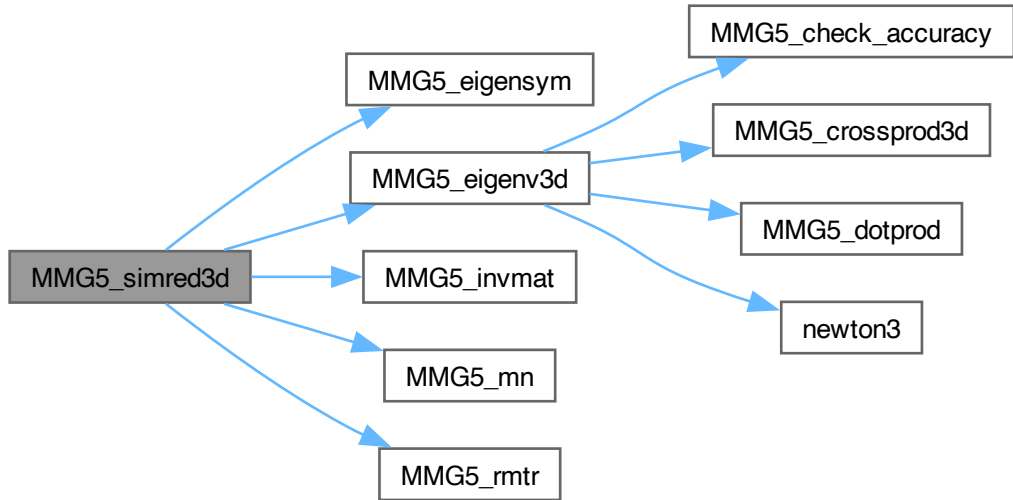 MMG5_check_accuracy
MMG5_eigensym
MMG5_crossprod3d
MMG5_eigenv3d
MMG5_dotprod
MMG5_simred3d
MMG5_invmat
newton3
MMG5_mn
MMG5_rmtr